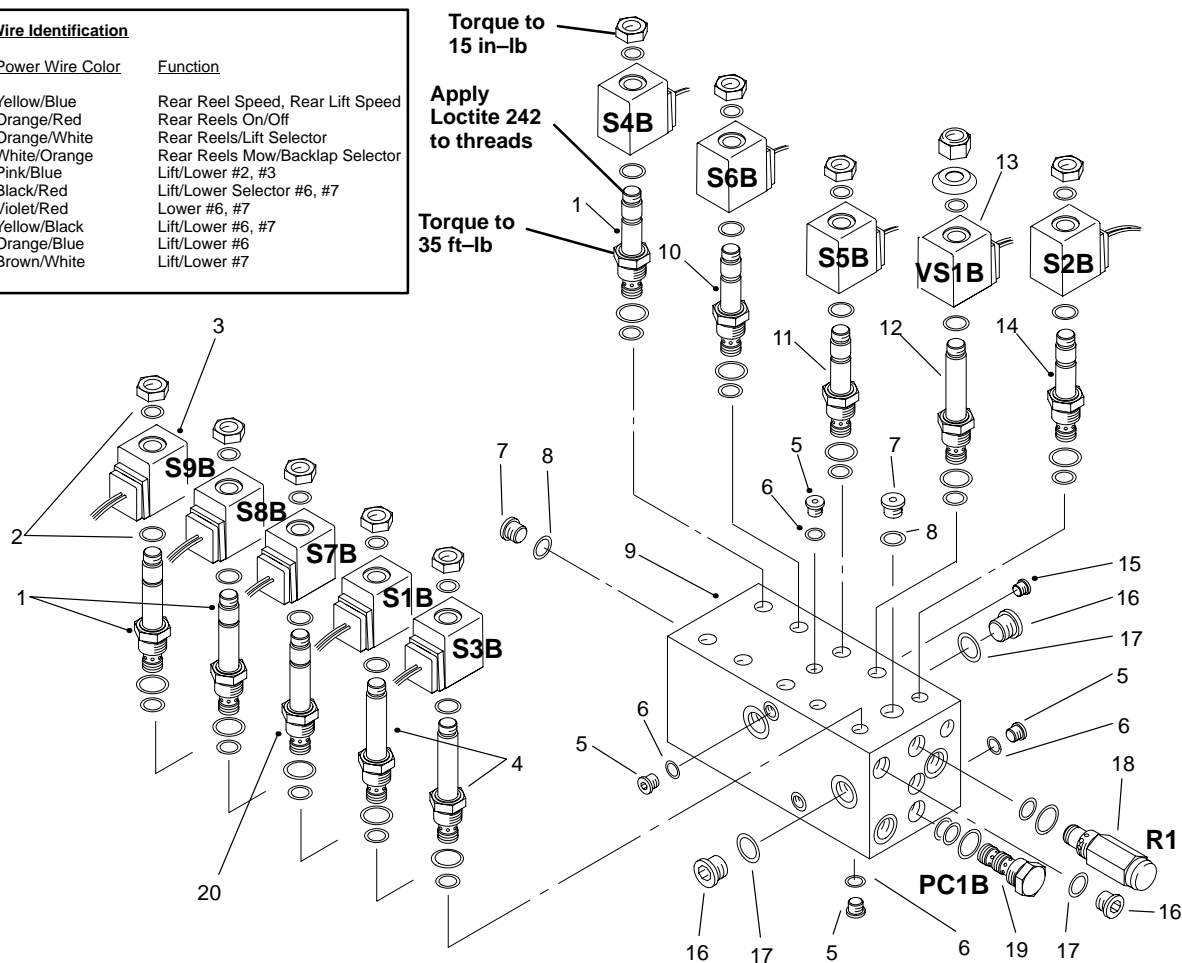 Wire Identification
Power Wire Color Function
Yellow/Blue Rear Reel Speed, Rear Lift Speed
Orange/Red Rear Reels On/Off
Orange/White Rear Reels/Lift Selector
White/Orange Rear Reels Mow/Backlap Selector
Pink/Blue Lift/Lower #2, #3
Black/Red Lift/Lower Selector #6, #7
Violet/Red Lower #6, #7
Yellow/Black Lift/Lower #6, #7
Orange/Blue Lift/Lower #6
Brown/White Lift/Lower #7
Torque to
15 in–lb
Apply
Loctite 242
to threads
Torque to
35 ft–lb
S4B
S6B
S5B
VS1B
S2B
13
1
10
11
12
14
3
S9B
S8B
S7B
S1B
S3B
2
1
20
4
7
8
5
6
7
8
9
15
16
17
5
6
5
6
18
R1
PC1B
16
17
5
6
19
17
16